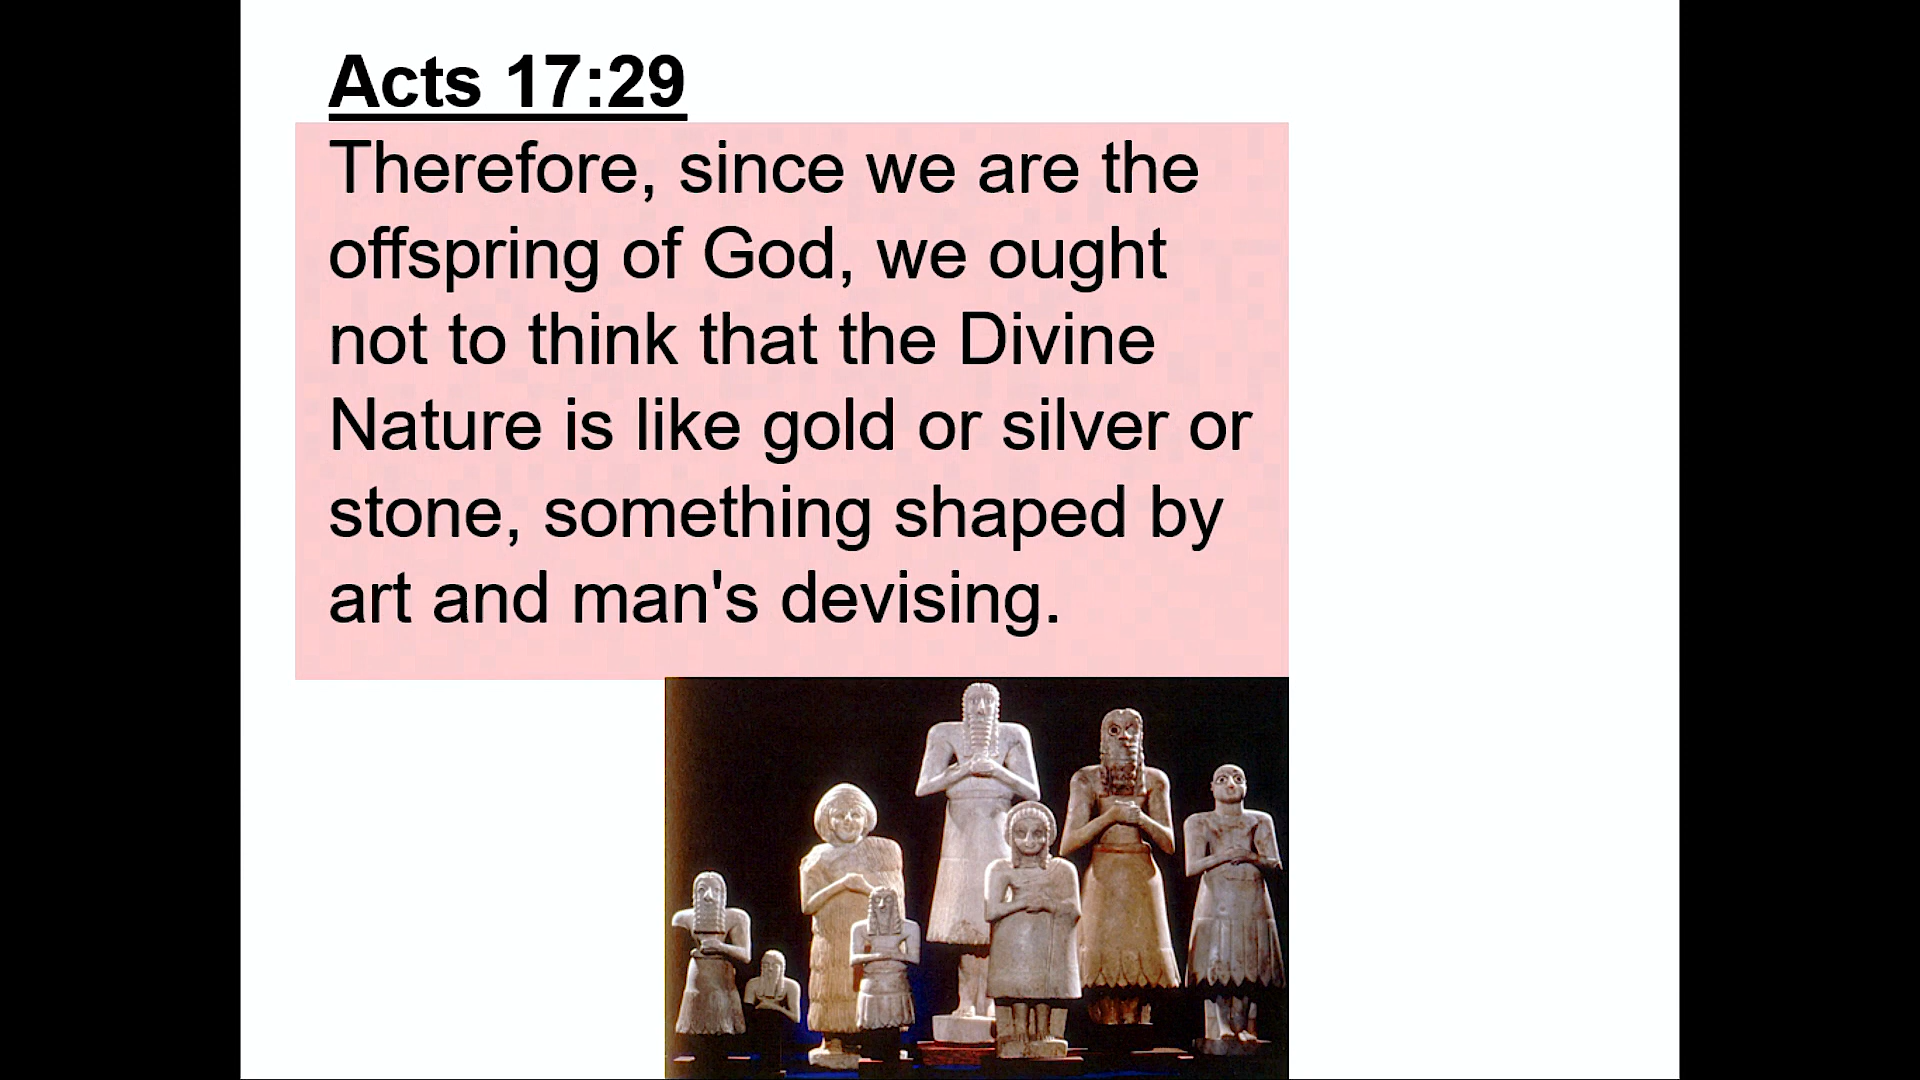 Acts 17:29
Therefore, since we are the
offspring of God, we ought
not to think that the Divine
Nature is like gold or silver or
stone, something shaped by
art and man's devising.